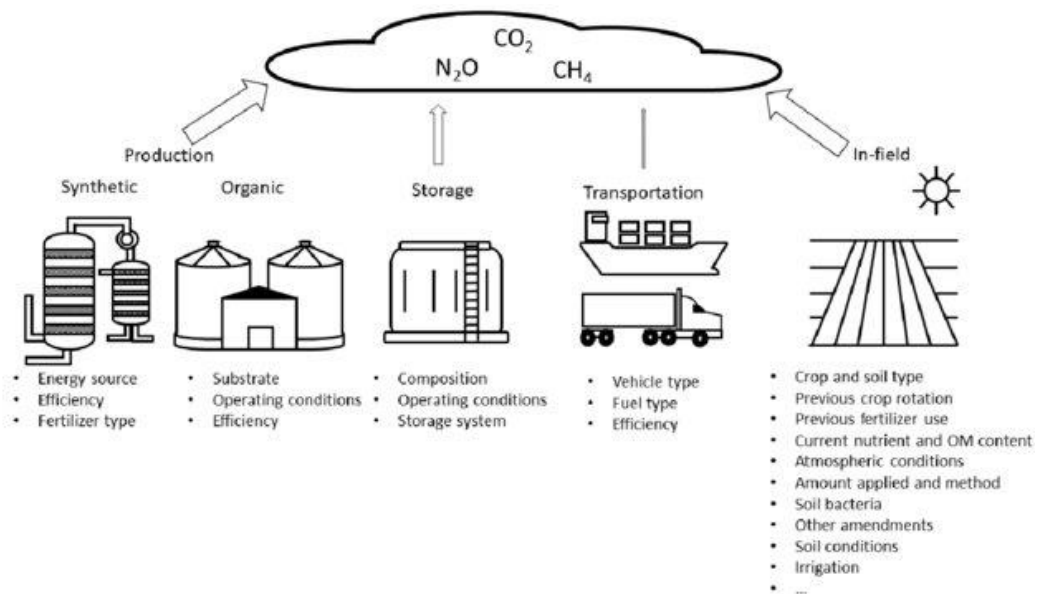 CO₂
N₂O CH₄
Production
In-field
Synthetic
Organic
Storage
Transportation
• Energy source
• Efficiency
• Fertilizer type
• Substrate
• Operating conditions
• Efficiency
• Composition
• Operating conditions
• Storage system
• Vehicle type
• Fuel type
• Efficiency
• Crop and soil type
• Previous crop rotation
• Previous fertilizer use
• Current nutrient and OM content
• Atmospheric conditions
• Amount applied and method
• Soil bacteria
• Other amendments
• Soil conditions
• Irrigation
• ...